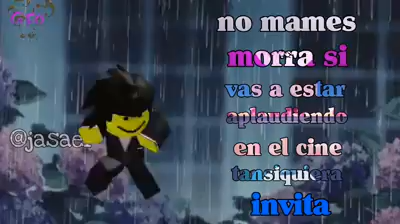 no mames
morra si
vas a estar
aplaudiendo
en el cine
tansiquiera
invita
@jasae